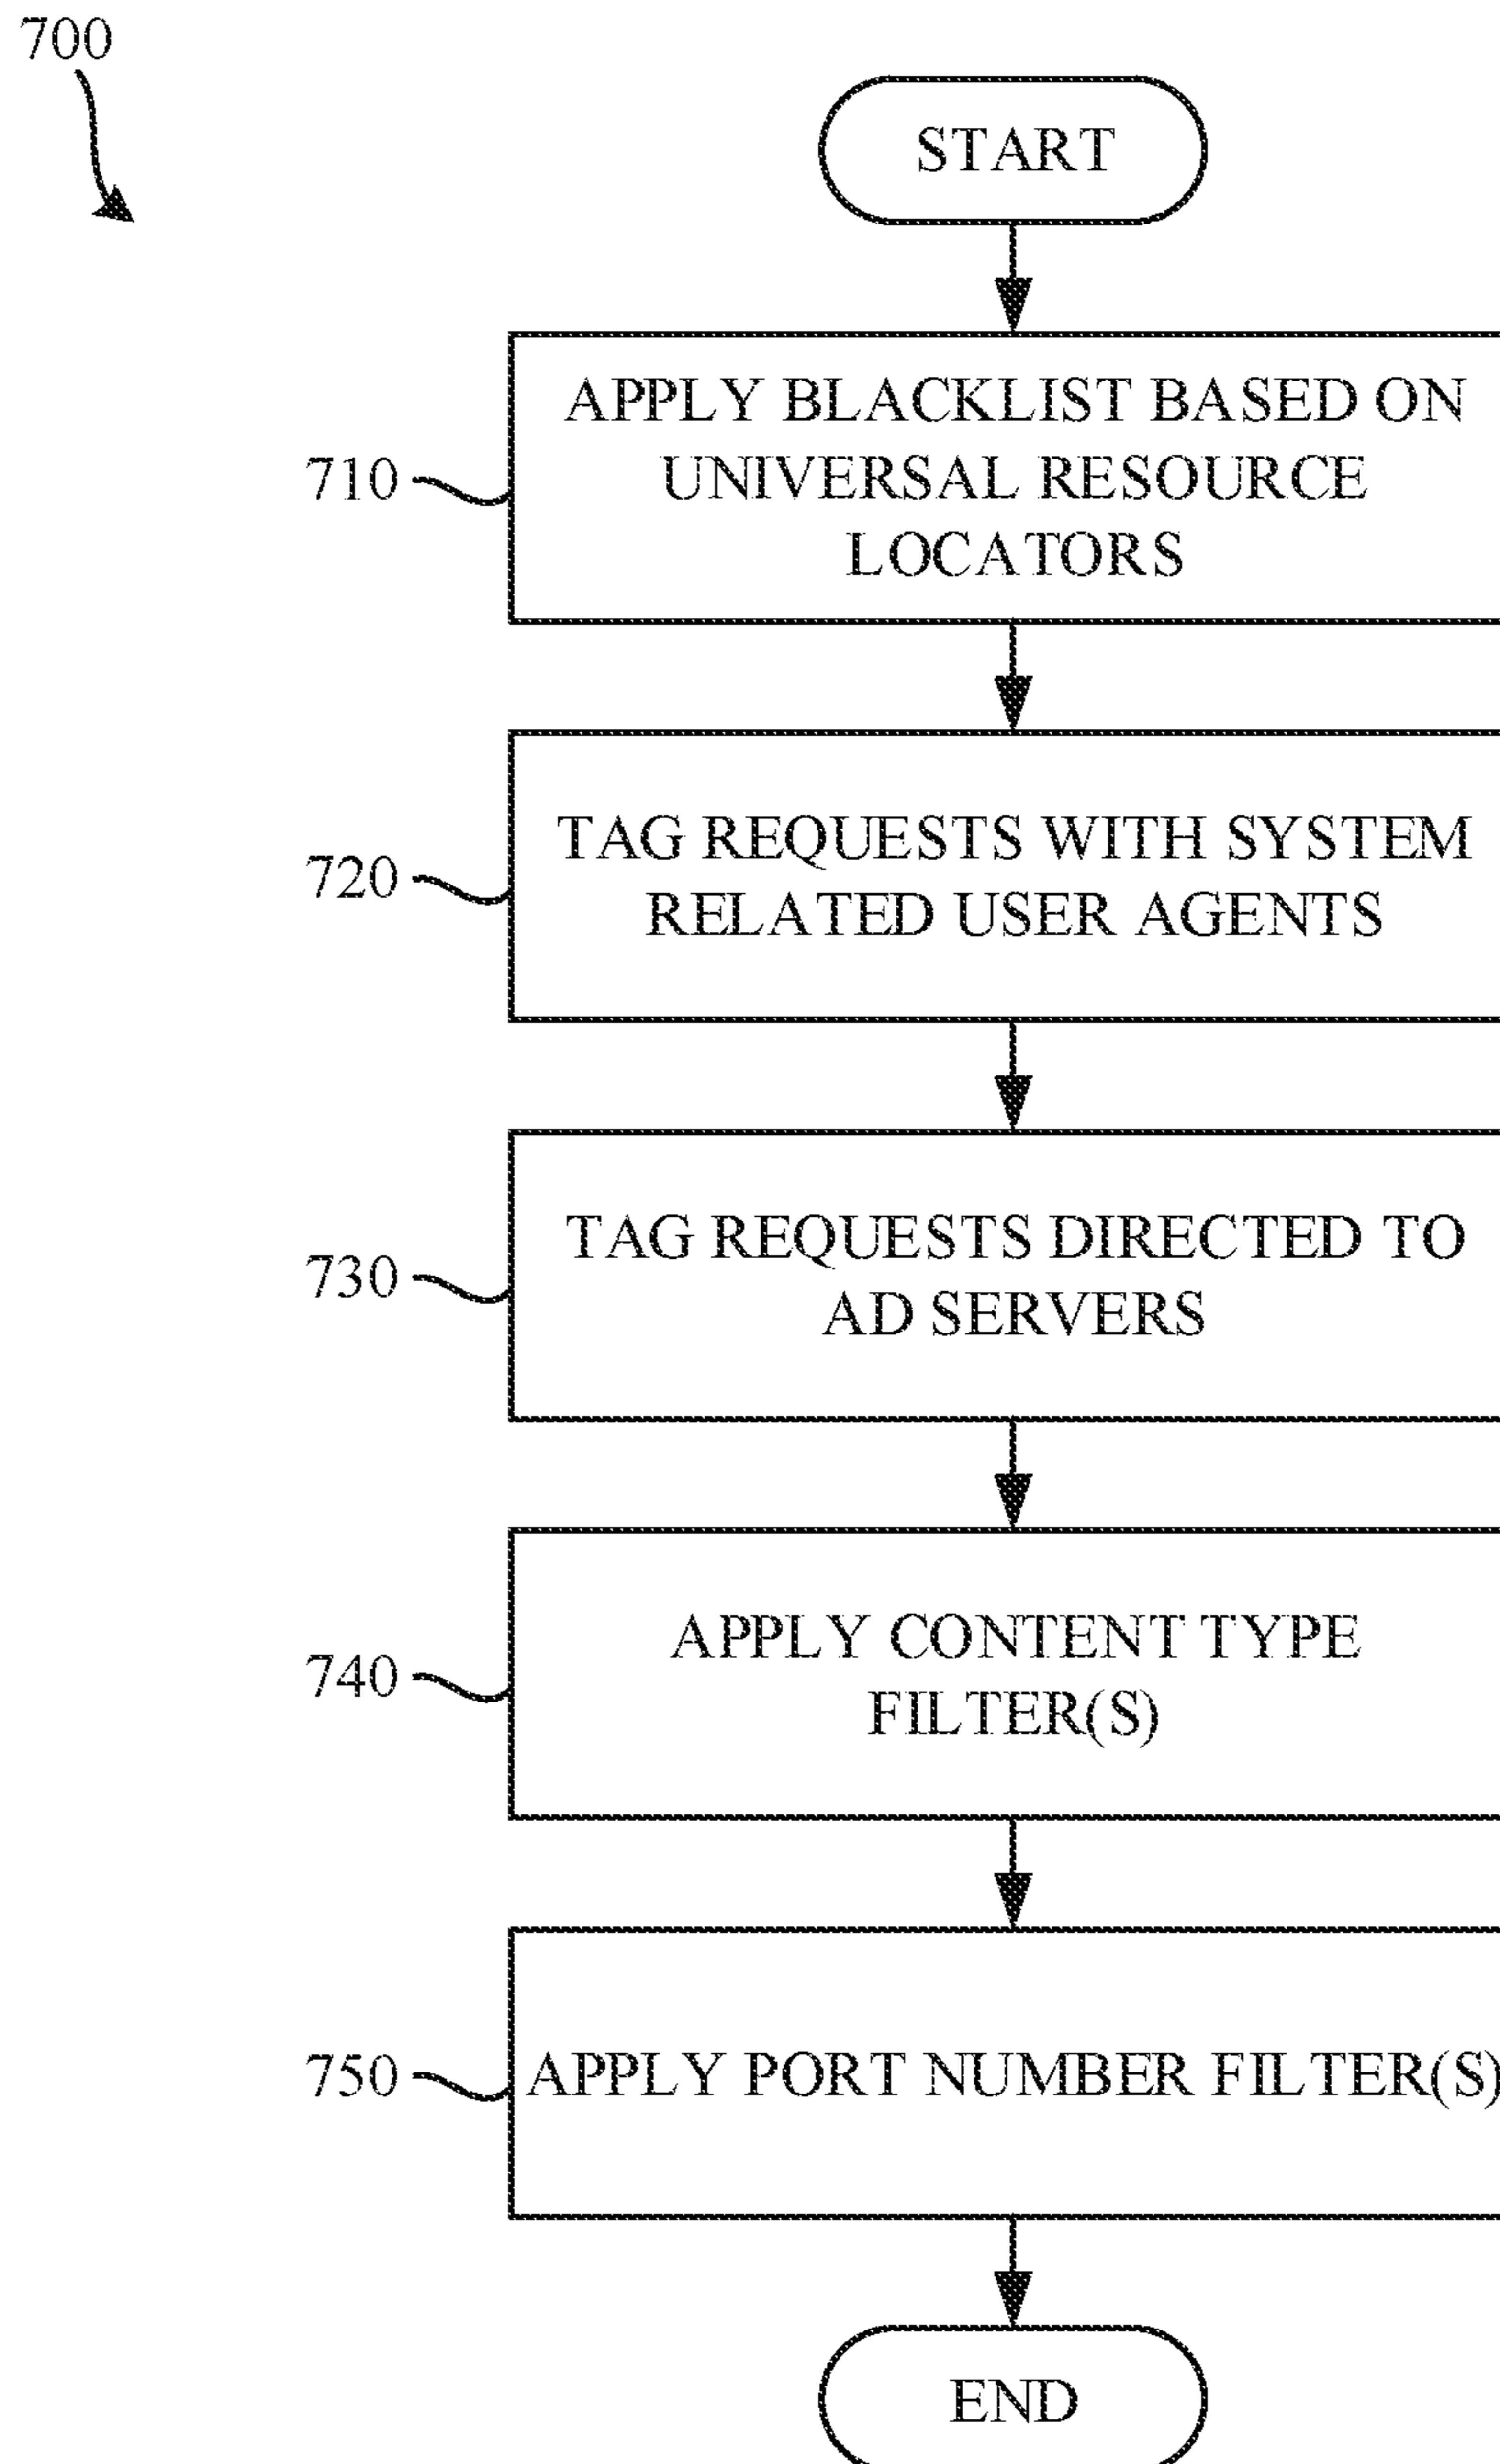 700
START
710
APPLY BLACKLIST BASED ON
UNIVERSAL RESOURCE
LOCATORS
720
TAG REQUESTS WITH SYSTEM
RELATED USER AGENTS
730
TAG REQUESTS DIRECTED TO
AD SERVERS
740
APPLY CONTENT TYPE
FILTER(S)
750
APPLY PORT NUMBER FILTER(S)
END